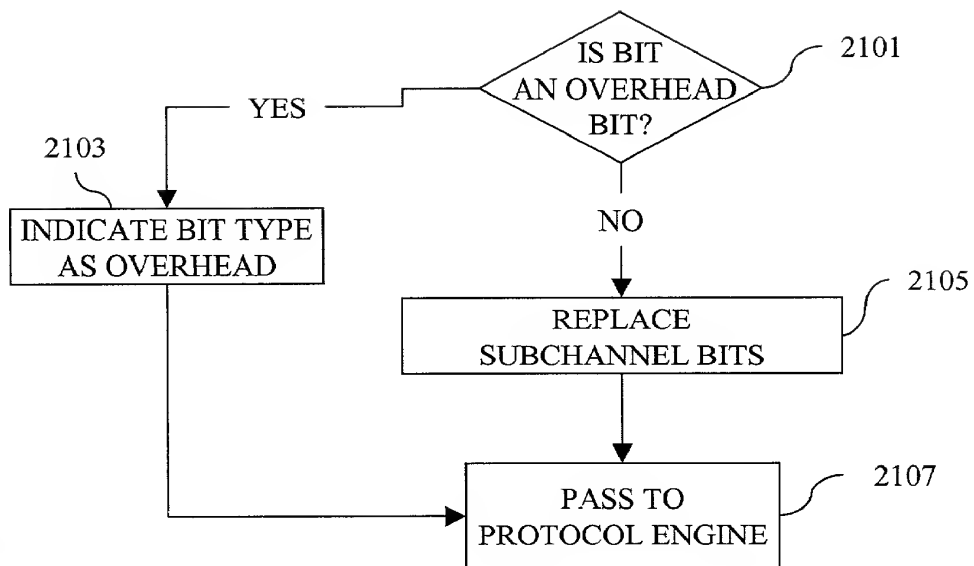 IS BIT
AN OVERHEAD
BIT?
2101
YES
2103
INDICATE BIT TYPE
AS OVERHEAD
NO
2105
REPLACE
SUBCHANNEL BITS
2107
PASS TO
PROTOCOL ENGINE